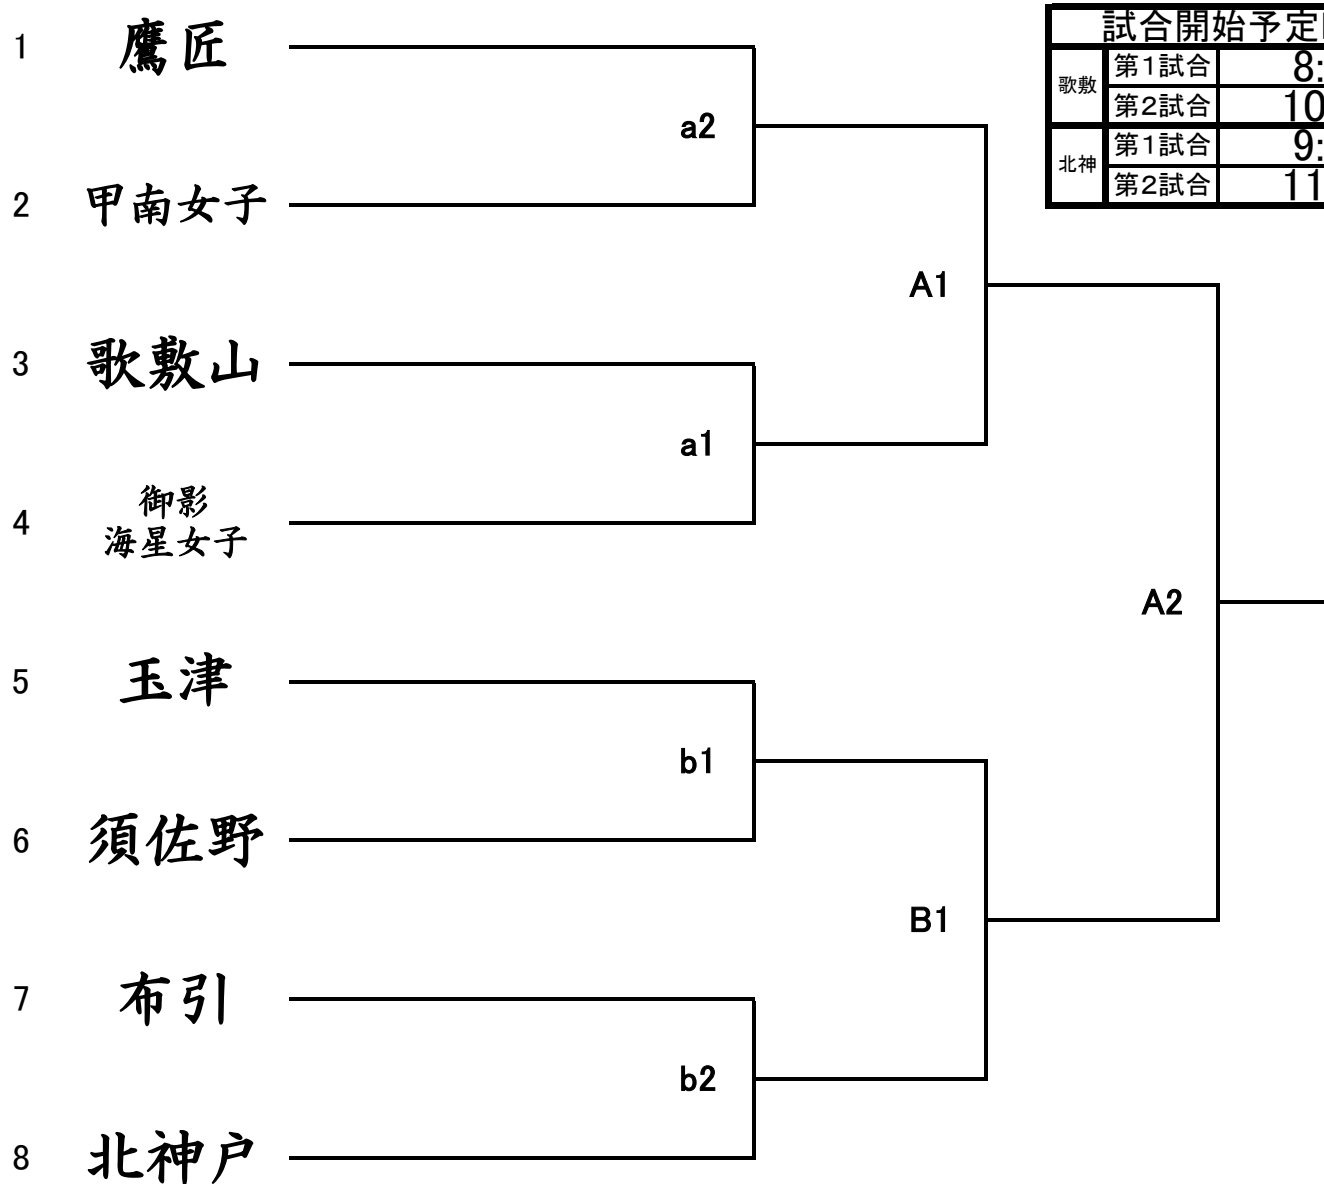 試合開始予定
歌敷
第1試合
8:
第2試合
10
北神
第1試合
9:
第2試合
11
1
鷹匠
a2
2
甲南女子
A1
3
歌敷山
a1
4
御影
海星女子
A2
5
玉津
b1
6
須佐野
B1
7
布引
b2
8
北神戸